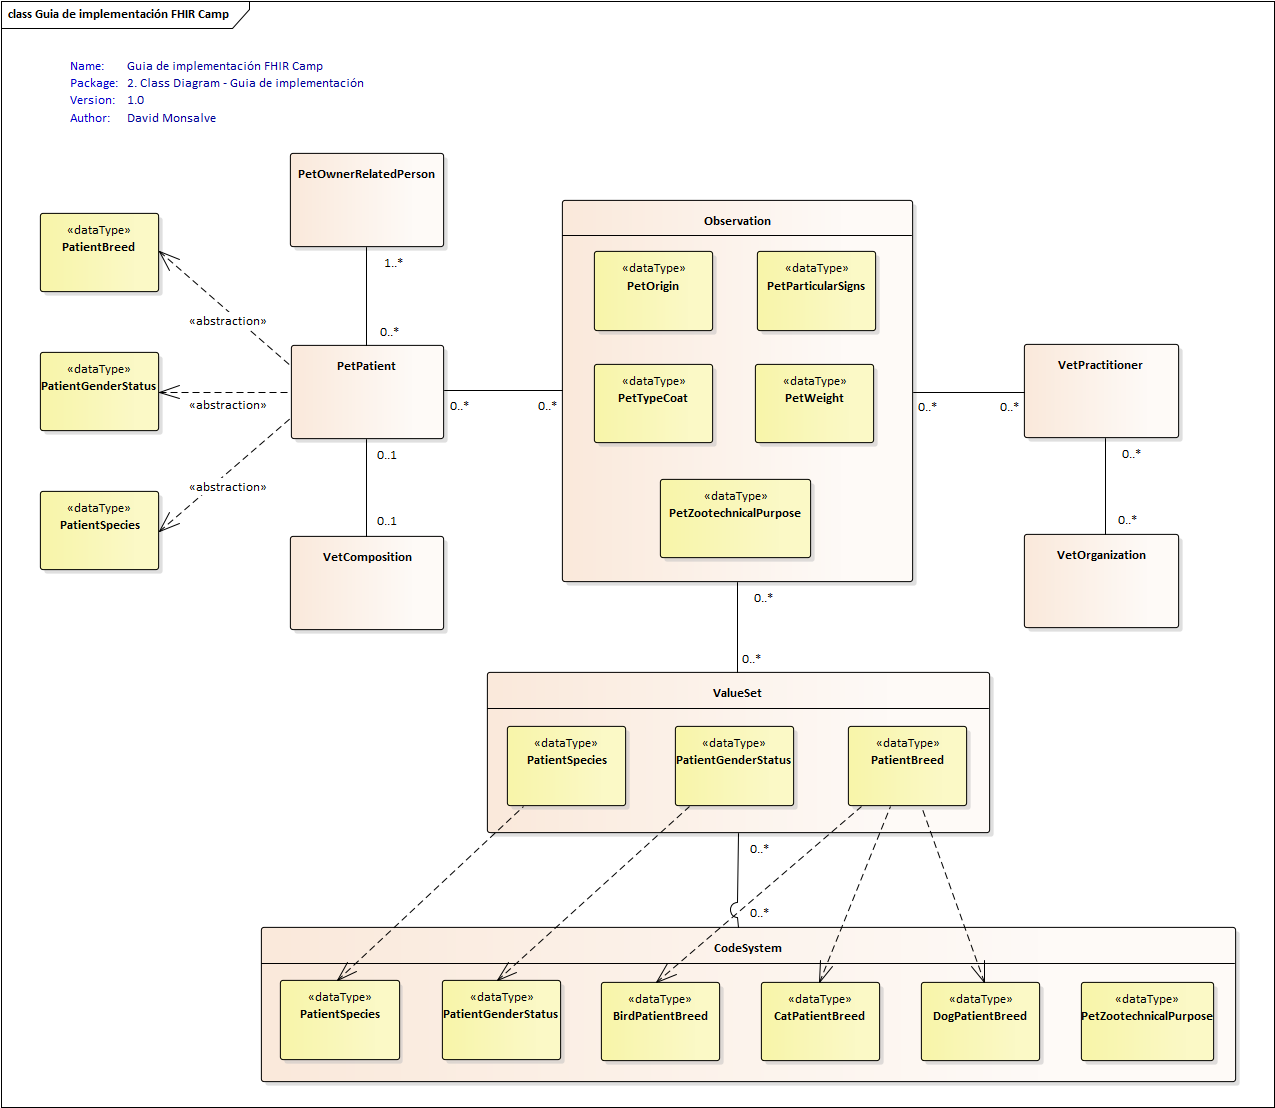 class Guia de implementación FHIR Camp
Name: Guia de implementación FHIR Camp
Package: 2. Class Diagram - Guia de implementación
Version: 1.0
Author: David Monsalve
PetOwnerRelatedPerson
1..*
0..*
«dataType»
PatientBreed
«abstraction»
«dataType»
PatientGenderStatus
«abstraction»
«dataType»
PatientSpecies
«abstraction»
PetPatient
0..*
0..*
0..1
0..1
VetComposition
Observation
«dataType»
PetOrigin
«dataType»
PetParticularSigns
«dataType»
PetTypeCoat
«dataType»
PetWeight
«dataType»
PetZootechnicalPurpose
0..*
0..*
VetPractitioner
0..*
0..*
VetOrganization
0..*
0..*
ValueSet
«dataType»
PatientSpecies
«dataType»
PatientGenderStatus
«dataType»
PatientBreed
0..*
0..*
CodeSystem
«dataType»
PatientSpecies
«dataType»
PatientGenderStatus
«dataType»
BirdPatientBreed
«dataType»
CatPatientBreed
«dataType»
DogPatientBreed
«dataType»
PetZootechnicalPurpose